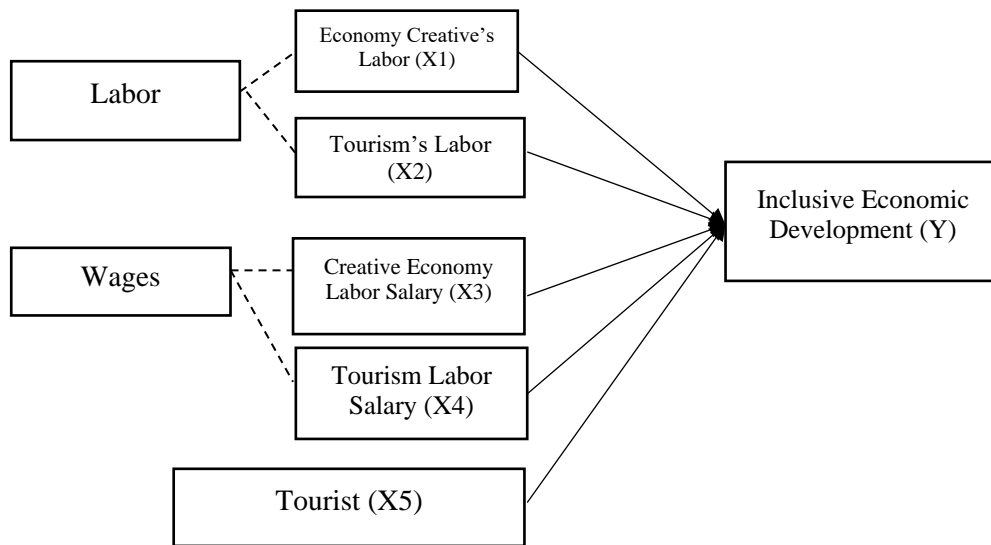 Labor
Economy Creative's
Labor (X1)
Tourism's Labor
(X2)
Wages
Creative Economy
Labor Salary (X3)
Tourism Labor
Salary (X4)
Tourist (X5)
Inclusive Economic
Development (Y)